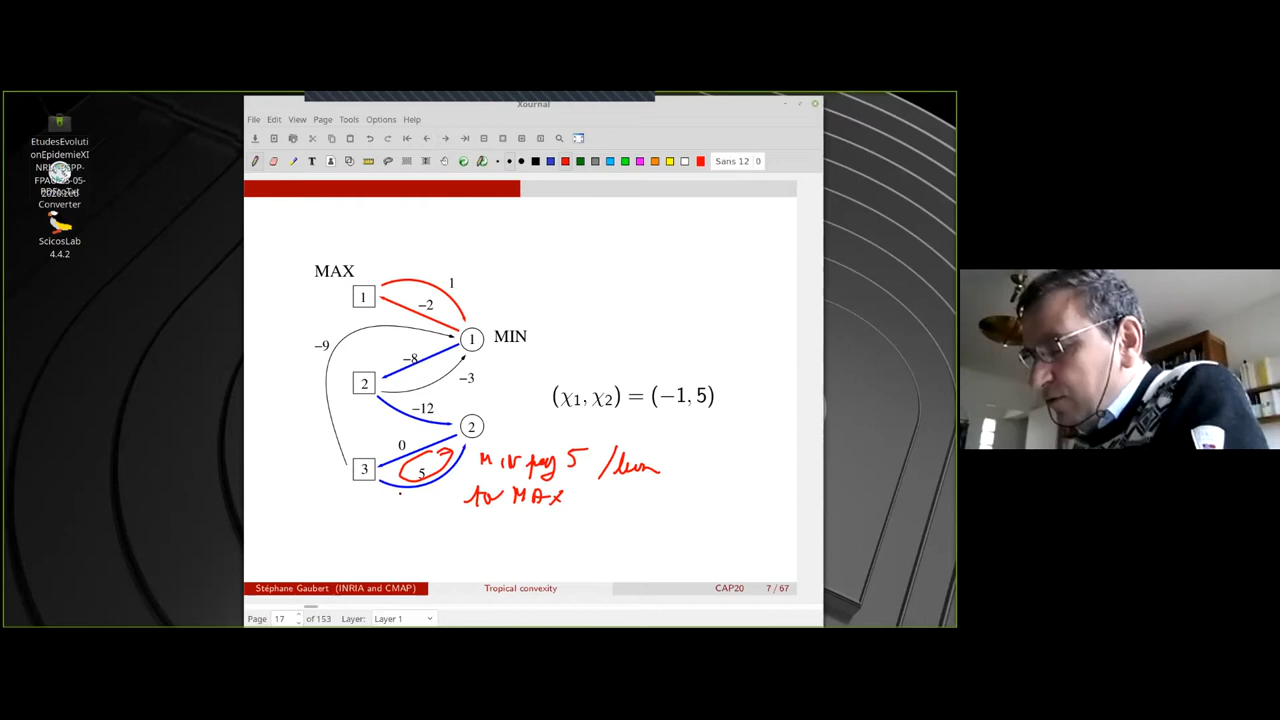 Xournal
File Edit View Page Tools Options Help
Sans 12 0
EtudesEvoluti
onEpidemieXI
Converter
ScicosLab
4.4.2
MAX
1
1
−2
1
MIN
−9
−8
2
−3
(χ₁, χ₂) = (−1, 5)
−12
2
0
3
5
MIN pay 5
to MAX
Stéphane Gaubert (INRIA and CMAP) Tropical convexity CAP20 7 / 67
Page 17 of 153 Layer: Layer 1